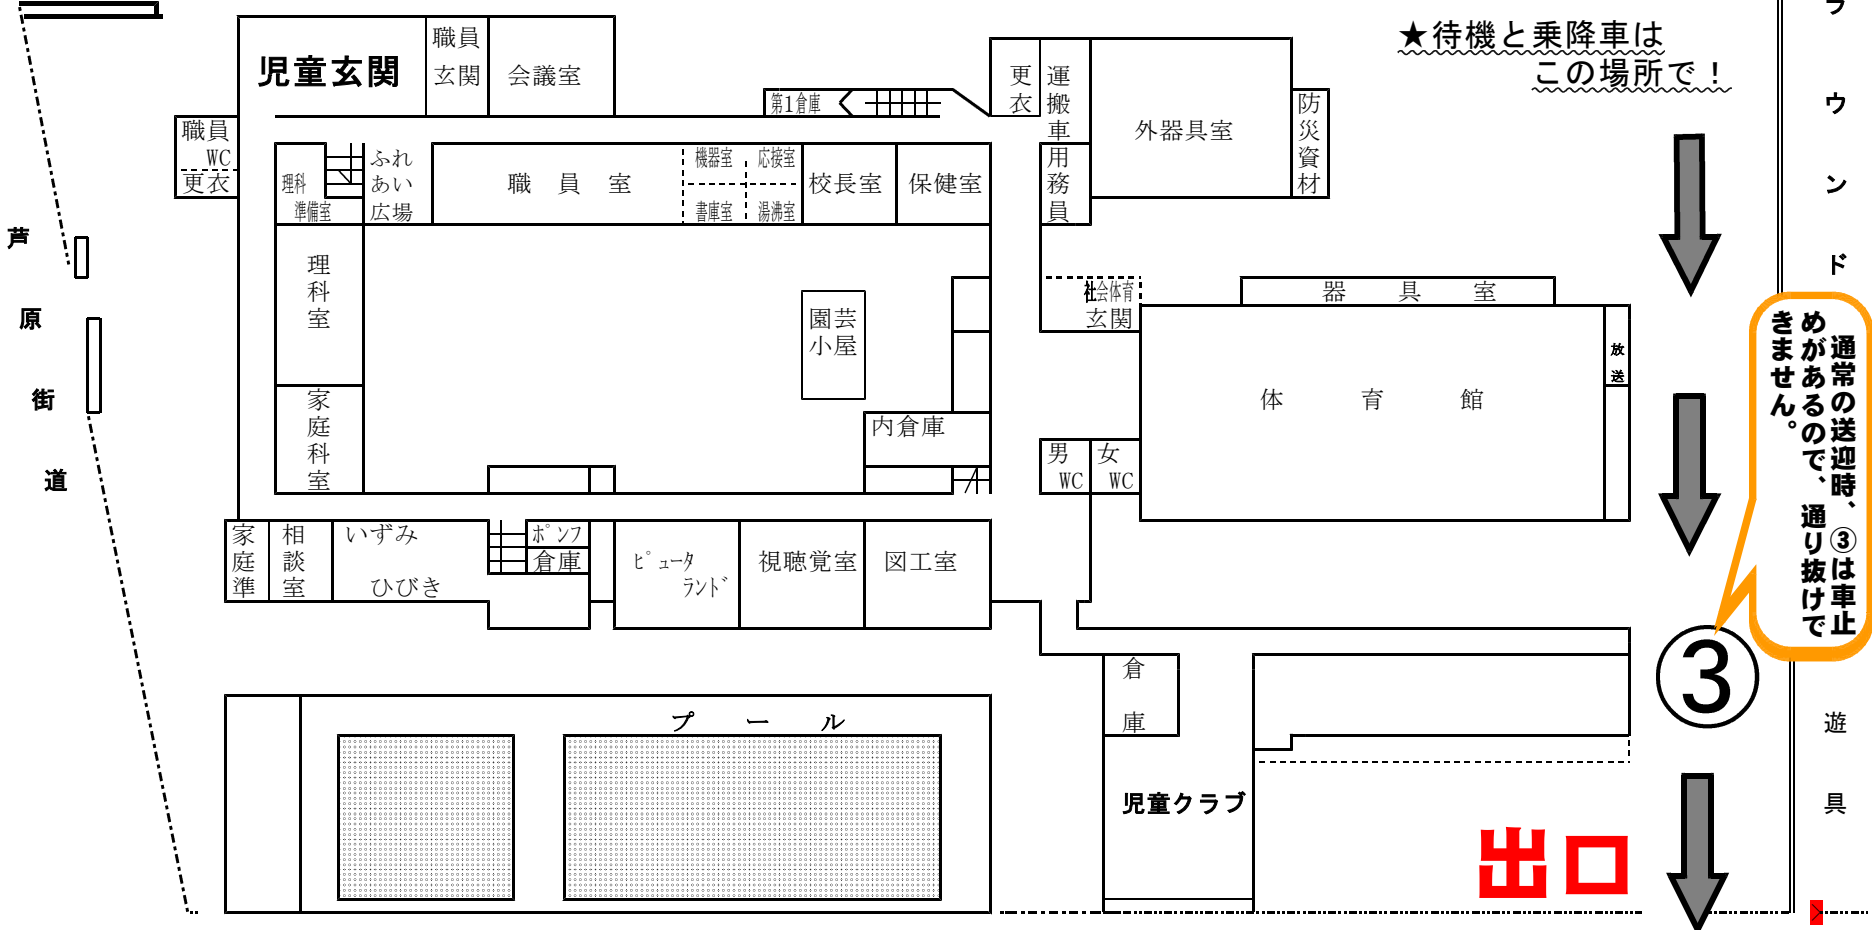 ★待機と乗降車は
この場所で！
ラウンド
児童玄関
職員
玄関
会議室
第1倉庫
更衣
運搬車
外器具室
防災資材
職員
WC
更衣
理科
準備室
ふれ
あい
広場
職員室
機器室
応接室
書庫室
湯沸室
校長室
保健室
用務員
芦原街道
理科室
園芸
小屋
社会体育
玄関
器具室
放送
体育館
家庭科室
内倉庫
男
WC
女
WC
通常の送迎時、③は車止
めがあるので、通り抜けで
きません。
家庭準
相談室
いずみ
ひびき
ポンプ
倉庫
ピュータ
ランド
視聴覚室
図工室
③
倉庫
プール
児童クラブ
遊具
出口